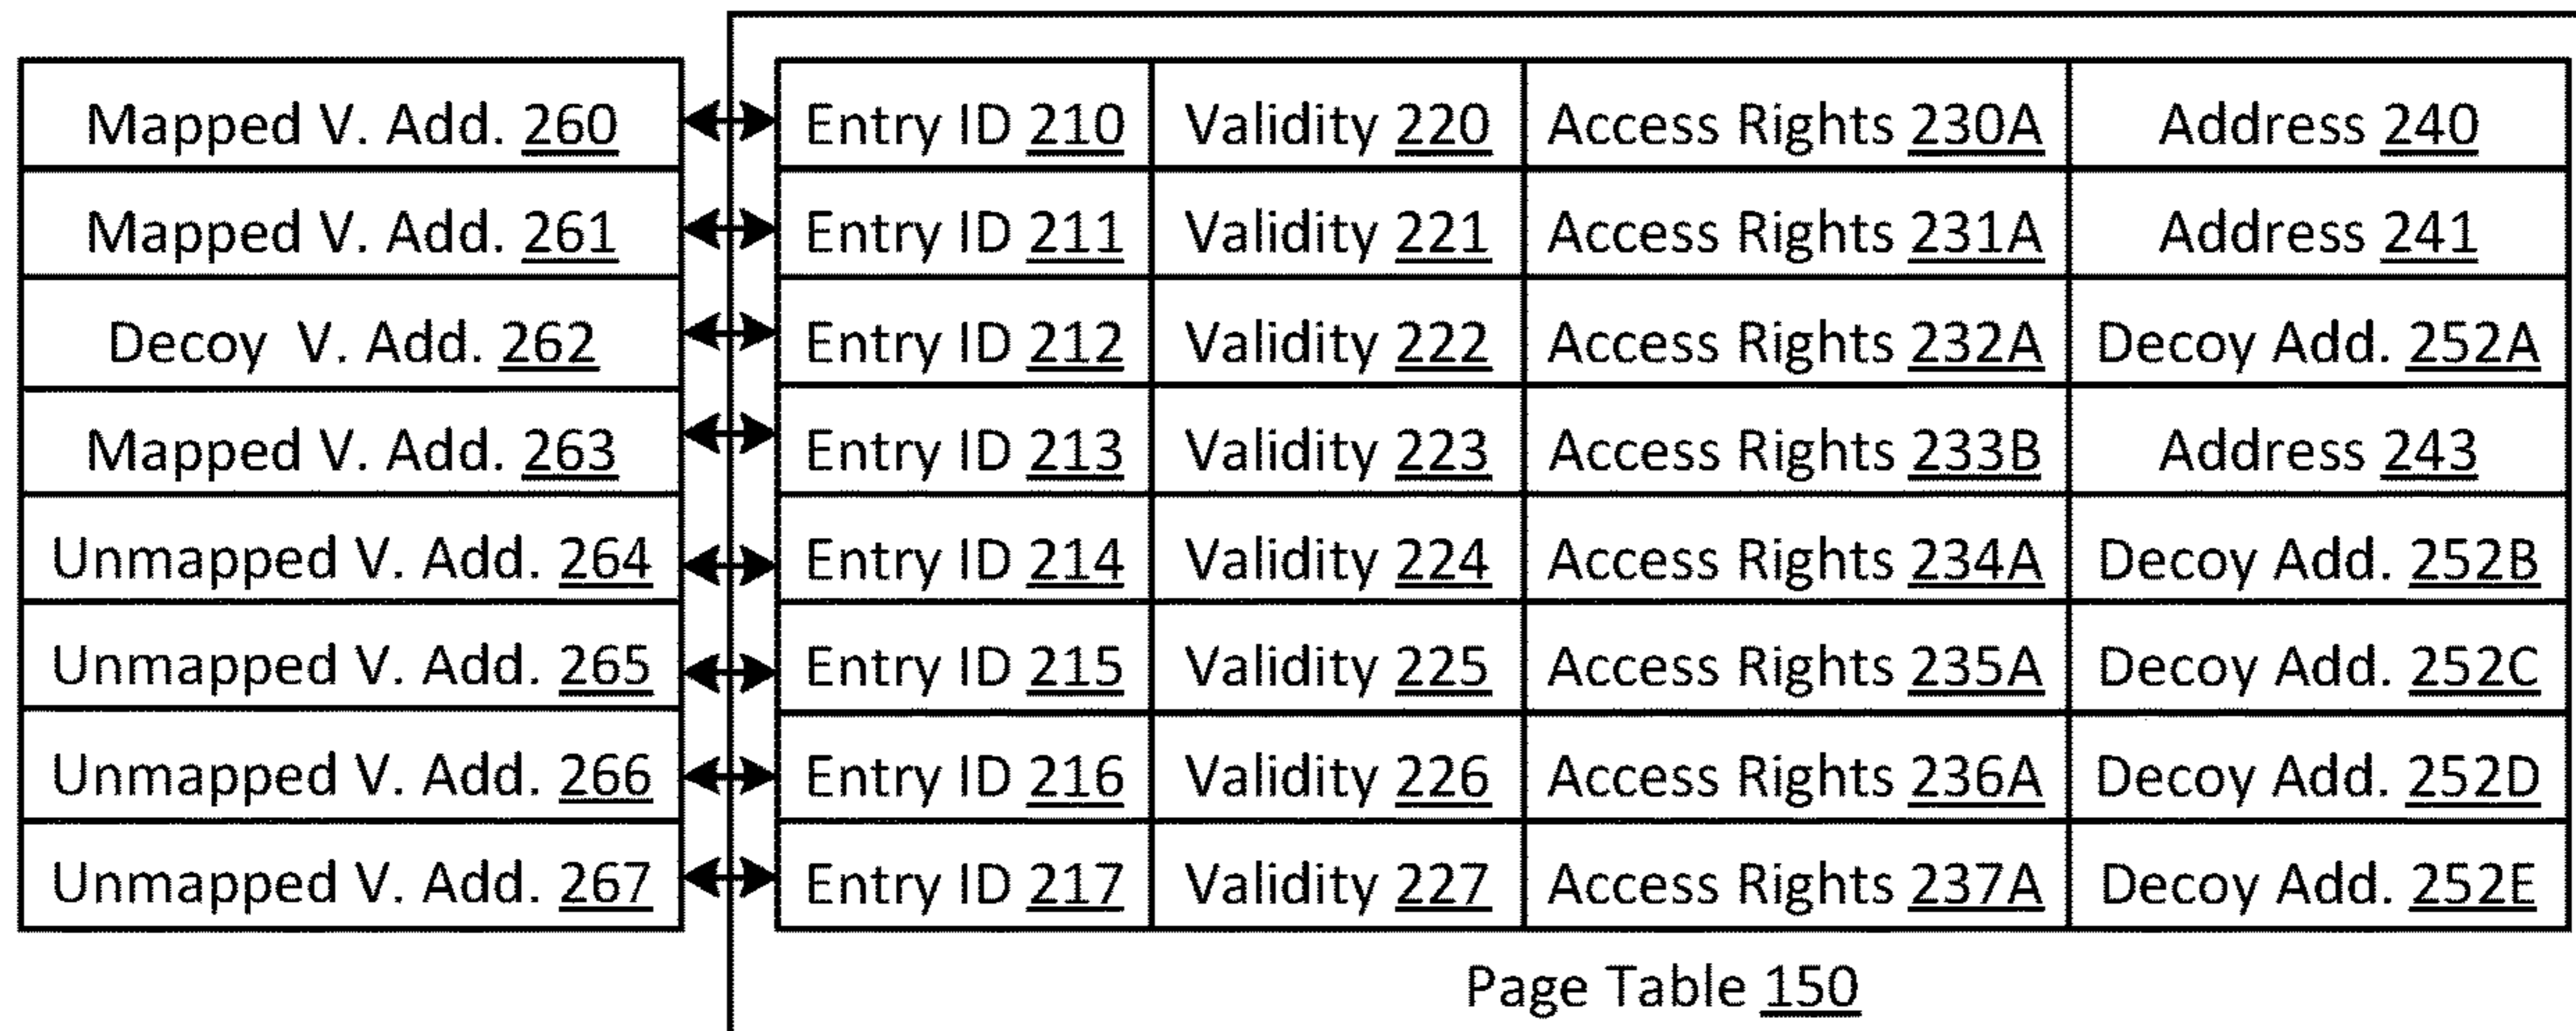 Mapped V. Add. 260 Entry ID 210 Validity 220 Access Rights 230A Address 240
Mapped V. Add. 261 Entry ID 211 Validity 221 Access Rights 231A Address 241
Decoy V. Add. 262 Entry ID 212 Validity 222 Access Rights 232A Decoy Add. 252A
Mapped V. Add. 263 Entry ID 213 Validity 223 Access Rights 233B Address 243
Unmapped V. Add. 264 Entry ID 214 Validity 224 Access Rights 234A Decoy Add. 252B
Unmapped V. Add. 265 Entry ID 215 Validity 225 Access Rights 235A Decoy Add. 252C
Unmapped V. Add. 266 Entry ID 216 Validity 226 Access Rights 236A Decoy Add. 252D
Unmapped V. Add. 267 Entry ID 217 Validity 227 Access Rights 237A Decoy Add. 252E
Page Table 150